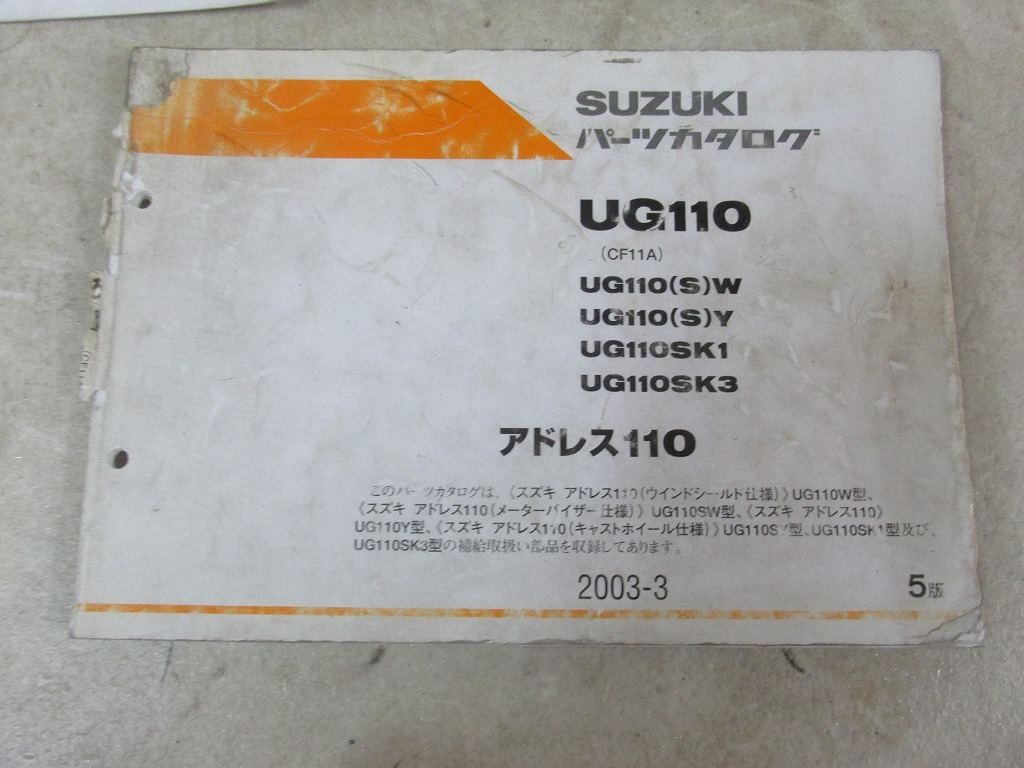 SUZUKI
パーツカタログ
UG110
(CF11A)
UG110(S)W
UG110(S)Y
UG110SK1
UG110SK3
アドレス110
このパーツカタログは、《スズキ アドレス110(ウインドシールド仕様)》UG110W型、
《スズキ アドレス110(メーターバイザー仕様)》UG110SW型、《スズキ アドレス110》
UG110Y型、《スズキ アドレス110(キャストホイール仕様)》UG110SY型、UG110SK1型及び、
UG110SK3型の補給取扱い部品を収録してあります。
2003-3
5版